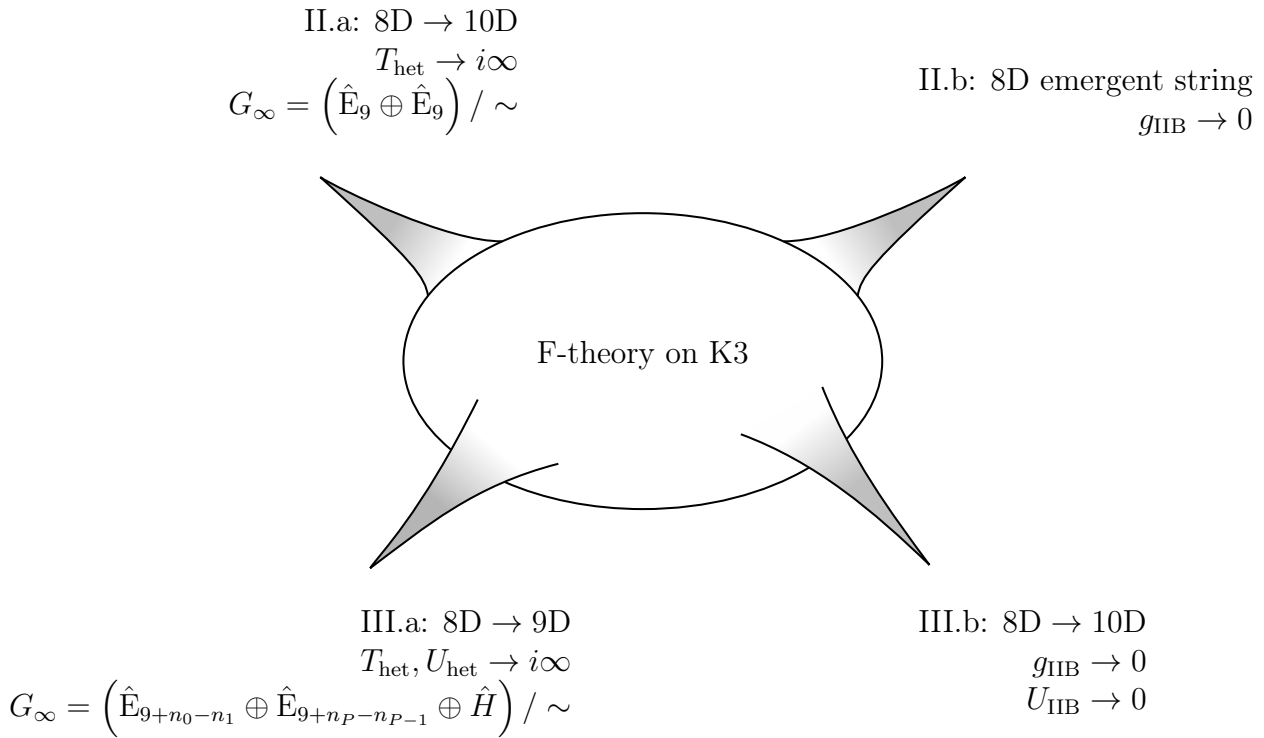 II.a: 8D → 10D
T_het → i∞
G_∞ = (Ê_9 ⊕ Ê_9) / ∼
II.b: 8D emergent string
g_IIB → 0
F-theory on K3
III.a: 8D → 9D
T_het, U_het → i∞
G_∞ = (Ê_{9+n_0−n_1} ⊕ Ê_{9+n_P−n_{P−1}} ⊕ Ĥ) / ∼
III.b: 8D → 10D
g_IIB → 0
U_IIB → 0